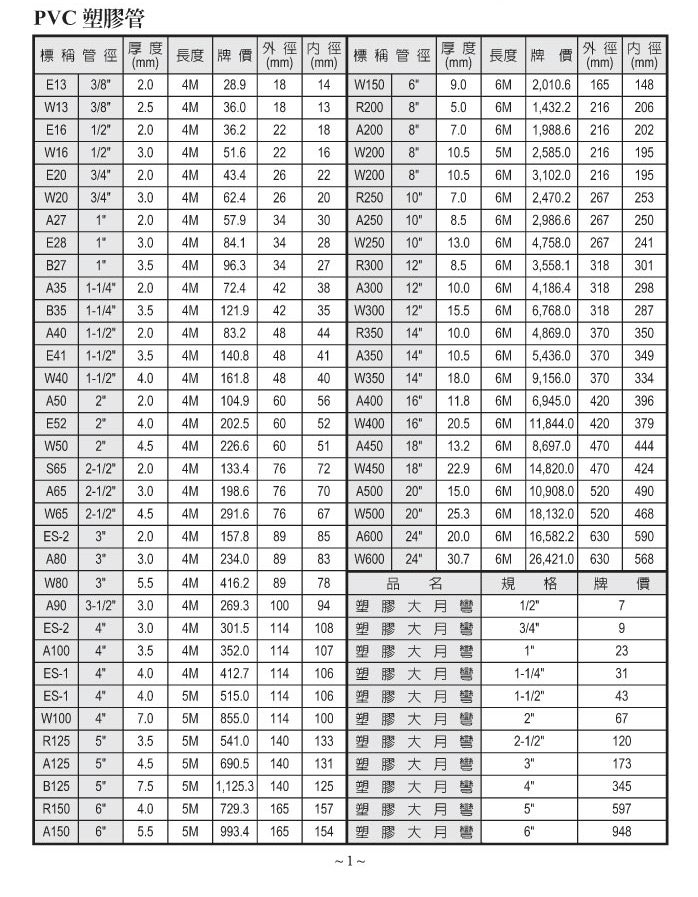 PVC 塑膠管
標 稱 管 徑 厚 度 (mm) 長度 牌 價 外 徑 (mm) 內 徑 (mm) 標 稱 管 徑 厚 度 (mm) 長度 牌 價 外 徑 (mm) 內 徑 (mm)
E13 3/8" 2.0 4M 28.9 18 14 W150 6" 9.0 6M 2,010.6 165 148
W13 3/8" 2.5 4M 36.0 18 13 R200 8" 5.0 6M 1,432.2 216 206
E16 1/2" 2.0 4M 36.2 22 18 A200 8" 7.0 6M 1,988.6 216 202
W16 1/2" 3.0 4M 51.6 22 16 W200 8" 10.5 5M 2,585.0 216 195
E20 3/4" 2.0 4M 43.4 26 22 W200 8" 10.5 6M 3,102.0 216 195
W20 3/4" 3.0 4M 62.4 26 20 R250 10" 7.0 6M 2,470.2 267 253
A27 1" 2.0 4M 57.9 34 30 A250 10" 8.5 6M 2,986.6 267 250
E28 1" 3.0 4M 84.1 34 28 W250 10" 13.0 6M 4,758.0 267 241
B27 1" 3.5 4M 96.3 34 27 R300 12" 8.5 6M 3,558.1 318 301
A35 1-1/4" 2.0 4M 72.4 42 38 A300 12" 10.0 6M 4,186.4 318 298
B35 1-1/4" 3.5 4M 121.9 42 35 W300 12" 15.5 6M 6,768.0 318 287
A40 1-1/2" 2.0 4M 83.2 48 44 R350 14" 10.0 6M 4,869.0 370 350
E41 1-1/2" 3.5 4M 140.8 48 41 A350 14" 10.5 6M 5,436.0 370 349
W40 1-1/2" 4.0 4M 161.8 48 40 W350 14" 18.0 6M 9,156.0 370 334
A50 2" 2.0 4M 104.9 60 56 A400 16" 11.8 6M 6,945.0 420 396
E52 2" 4.0 4M 202.5 60 52 W400 16" 20.5 6M 11,844.0 420 379
W50 2" 4.5 4M 226.6 60 51 A450 18" 13.2 6M 8,697.0 470 444
S65 2-1/2" 2.0 4M 133.4 76 72 W450 18" 22.9 6M 14,820.0 470 424
A65 2-1/2" 3.0 4M 198.6 76 70 A500 20" 15.0 6M 10,908.0 520 490
W65 2-1/2" 4.5 4M 291.6 76 67 W500 20" 25.3 6M 18,132.0 520 468
ES-2 3" 2.0 4M 157.8 89 85 A600 24" 20.0 6M 16,582.2 630 590
A80 3" 3.0 4M 234.0 89 83 W600 24" 30.7 6M 26,421.0 630 568
W80 3" 5.5 4M 416.2 89 78 品 名 規 格 牌 價
A90 3-1/2" 3.0 4M 269.3 100 94 塑 膠 大 月 彎 1/2" 7
ES-2 4" 3.0 4M 301.5 114 108 塑 膠 大 月 彎 3/4" 9
A100 4" 3.5 4M 352.0 114 107 塑 膠 大 月 彎 1" 23
ES-1 4" 4.0 4M 412.7 114 106 塑 膠 大 月 彎 1-1/4" 31
ES-1 4" 4.0 5M 515.0 114 106 塑 膠 大 月 彎 1-1/2" 43
W100 4" 7.0 5M 855.0 114 100 塑 膠 大 月 彎 2" 67
R125 5" 3.5 5M 541.0 140 133 塑 膠 大 月 彎 2-1/2" 120
A125 5" 4.5 5M 690.5 140 131 塑 膠 大 月 彎 3" 173
B125 5" 7.5 5M 1,125.3 140 125 塑 膠 大 月 彎 4" 345
R150 6" 4.0 5M 729.3 165 157 塑 膠 大 月 彎 5" 597
A150 6" 5.5 5M 993.4 165 154 塑 膠 大 月 彎 6" 948
~1~